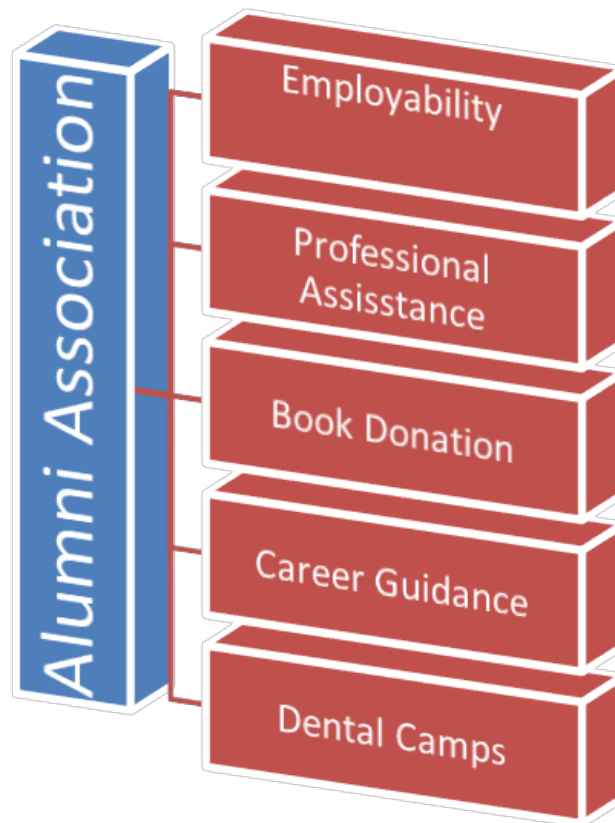 Alumni Association
Employability
Professional
Assisstance
Book Donation
Career Guidance
Dental Camps